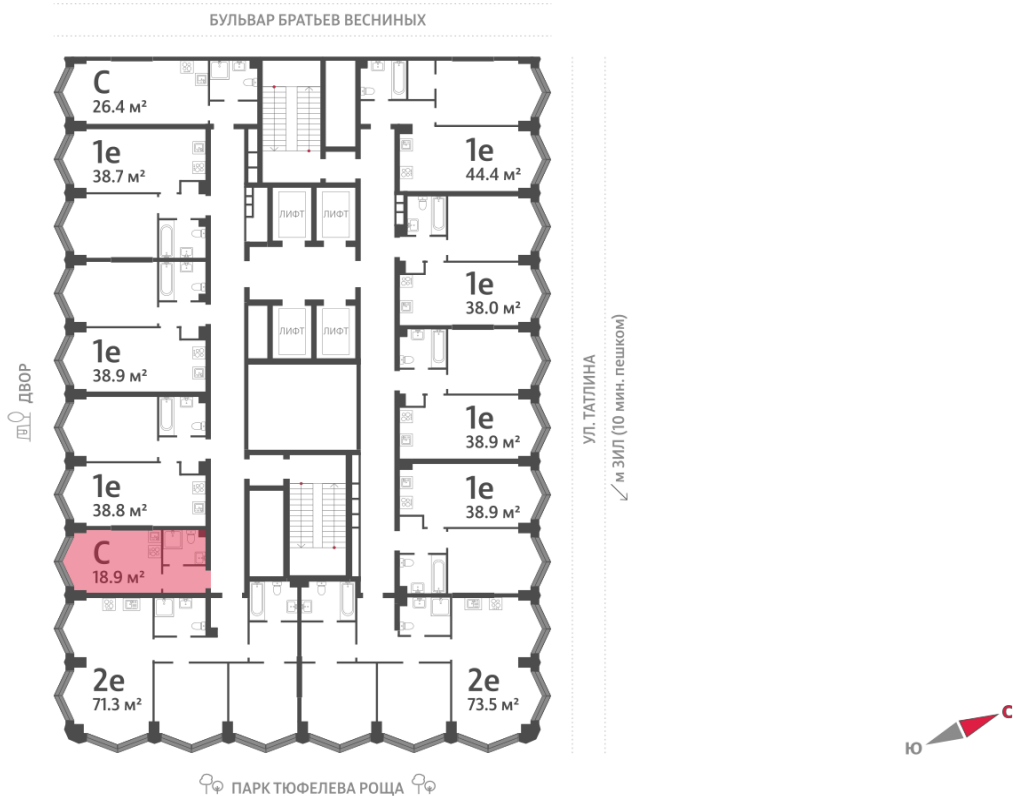 БУЛЬВАР БРАТЬЕВ ВЕСНИНЫХ
С
26.4 м²
1е
38.7 м²
1е
44.4 м²
ЛИФТ
ЛИФТ
1е
38.0 м²
ЛИФТ
ЛИФТ
1е
38.9 м²
ДВОР
УЛ. ТАТЛИНА
м ЗИЛ (10 мин. пешком)
1е
38.9 м²
1е
38.8 м²
1е
38.9 м²
С
18.9 м²
2е
71.3 м²
2е
73.5 м²
С
Ю
ПАРК ТЮФЕЛЕВА РОЩА